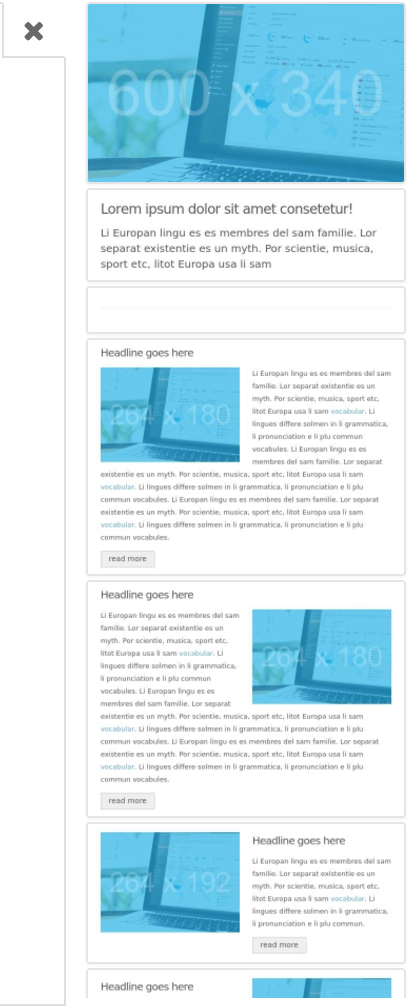 600 x 340
Lorem ipsum dolor sit amet consetetur!
Li Europan lingu es es membres del sam familie. Lor
separat existentie es un myth. Por scientie, musica,
sport etc, litot Europa usa li sam
Headline goes here
264 x 180
Li Europan lingu es es membres del sam
familie. Lor separat existentie es un
myth. Por scientie, musica, sport etc,
litot Europa usa li sam vocabular. Li
lingues differe solmen in li grammatica,
li pronunciation e li plu commun
vocabules. Li Europan lingu es es
membres del sam familie. Lor separat
existentie es un myth. Por scientie, musica, sport etc, litot Europa usa li sam
vocabular. Li lingues differe solmen in li grammatica, li pronunciation e li plu
commun vocabules. Li Europan lingu es es membres del sam familie. Lor separat
existentie es un myth. Por scientie, musica, sport etc, litot Europa usa li sam
vocabular. Li lingues differe solmen in li grammatica, li pronunciation e li plu
commun vocabules.
read more
Headline goes here
Li Europan lingu es es membres del sam
familie. Lor separat existentie es un
myth. Por scientie, musica, sport etc,
litot Europa usa li sam vocabular. Li
lingues differe solmen in li grammatica,
li pronunciation e li plu commun
vocabules. Li Europan lingu es es
membres del sam familie. Lor separat
264 x 180
existentie es un myth. Por scientie, musica, sport etc, litot Europa usa li sam
vocabular. Li lingues differe solmen in li grammatica, li pronunciation e li plu
commun vocabules. Li Europan lingu es es membres del sam familie. Lor separat
existentie es un myth. Por scientie, musica, sport etc, litot Europa usa li sam
vocabular. Li lingues differe solmen in li grammatica, li pronunciation e li plu
commun vocabules.
read more
264 x 192
Headline goes here
Li Europan lingu es es membres del sam
familie. Lor separat existentie es un
myth. Por scientie, musica, sport etc,
litot Europa usa li sam vocabular. Li
lingues differe solmen in li grammatica,
li pronunciation e li plu commun.
read more
Headline goes here